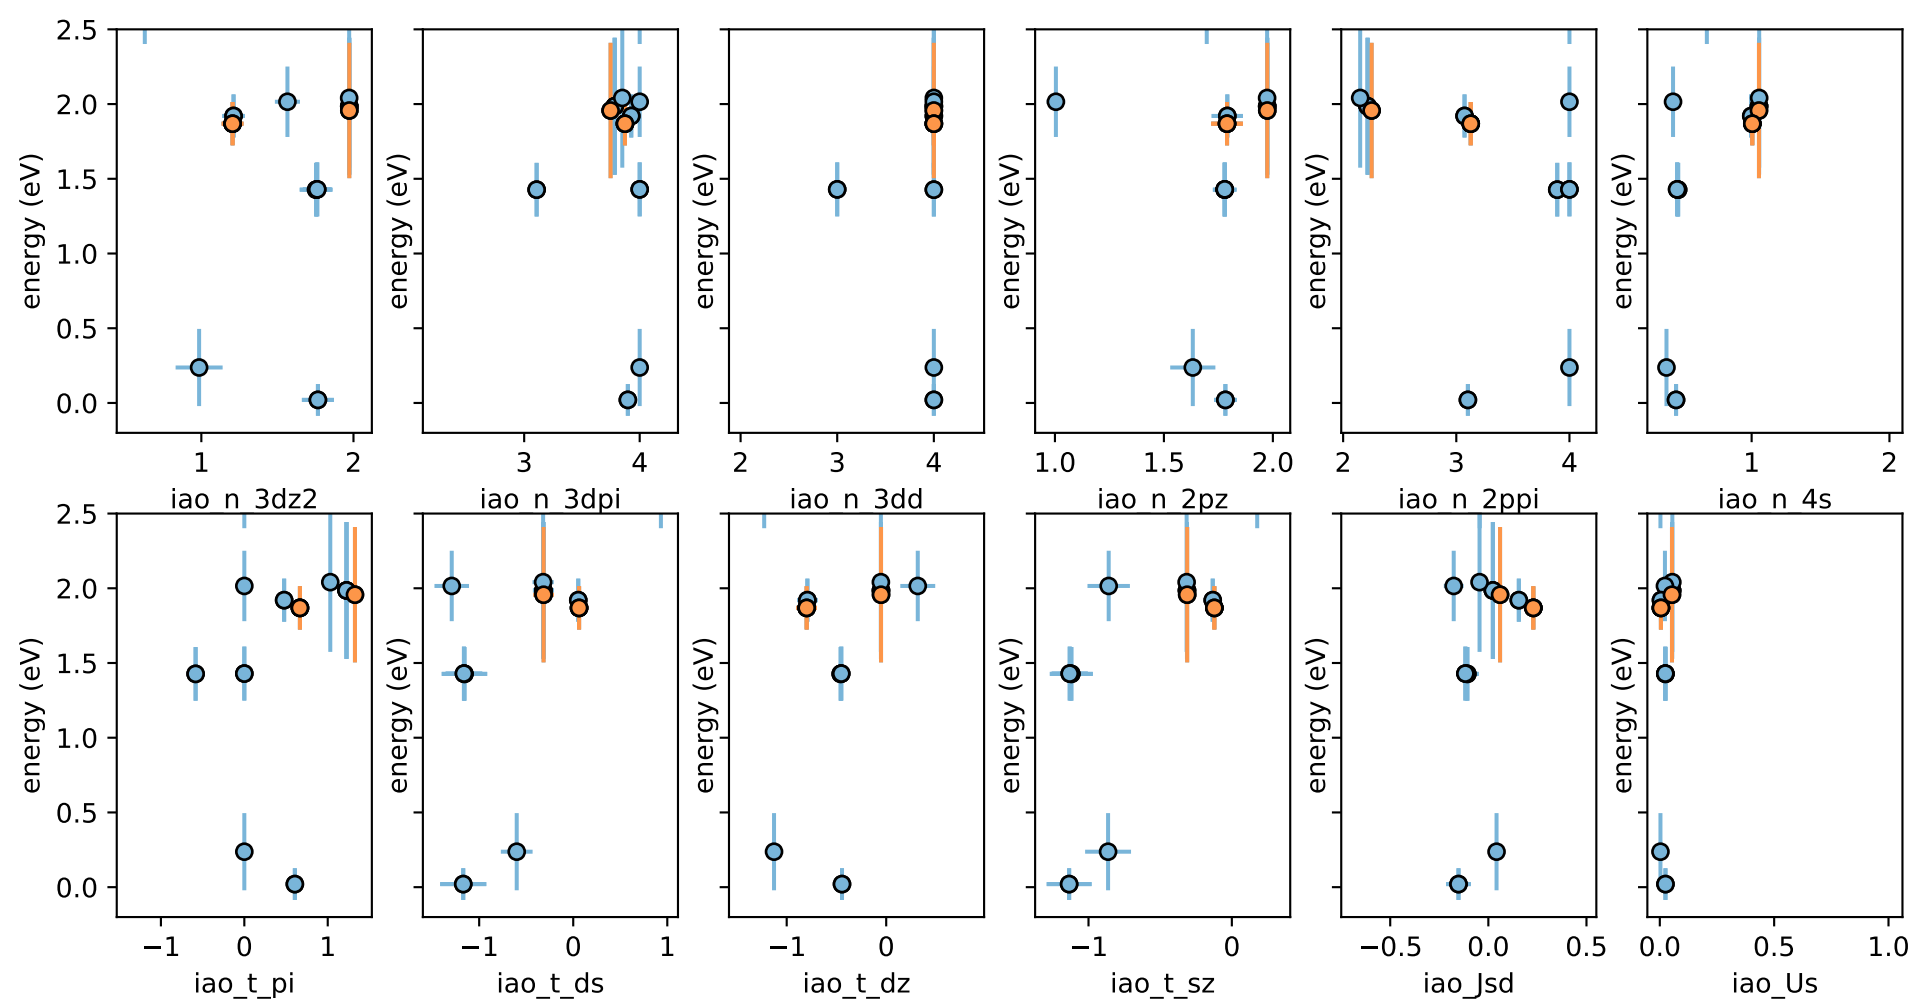 2.5
2.0
1.5
1.0
0.5
0.0
energy (eV)
1 2
iao_n_3dz2
energy (eV)
3 4
iao_n_3dpi
energy (eV)
2 3 4
iao_n_3dd
energy (eV)
1.0 1.5 2.0
iao_n_2pz
energy (eV)
2 3 4
iao_n_2ppi
energy (eV)
1 2
iao_n_4s
2.5
2.0
1.5
1.0
0.5
0.0
energy (eV)
−1 0 1
iao_t_pi
energy (eV)
−1 0 1
iao_t_ds
energy (eV)
−1 0
iao_t_dz
energy (eV)
−1 0
iao_t_sz
energy (eV)
−0.5 0.0 0.5
iao_Jsd
energy (eV)
0.0 0.5 1.0
iao_Us